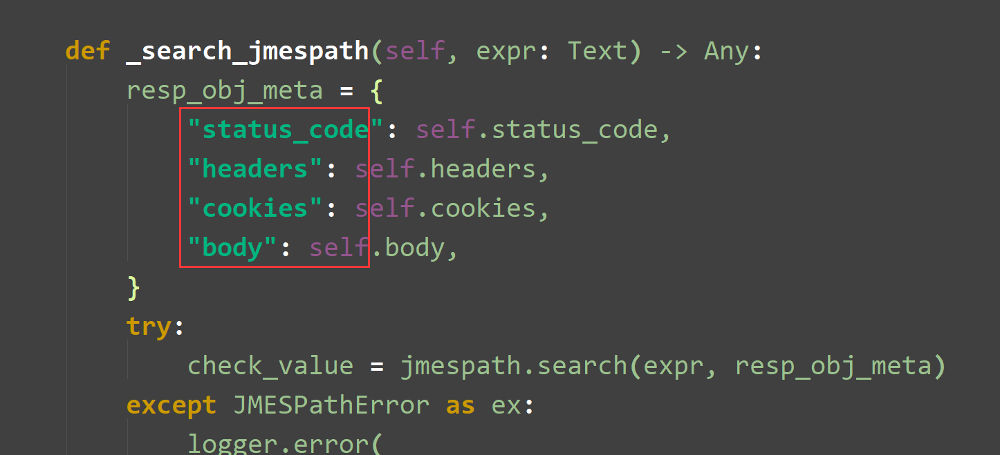 def _search_jmespath(self, expr: Text) -> Any:
    resp_obj_meta = {
        "status_code": self.status_code,
        "headers": self.headers,
        "cookies": self.cookies,
        "body": self.body,
    }
    try:
        check_value = jmespath.search(expr, resp_obj_meta)
    except JMESPathError as ex:
        logger.error(